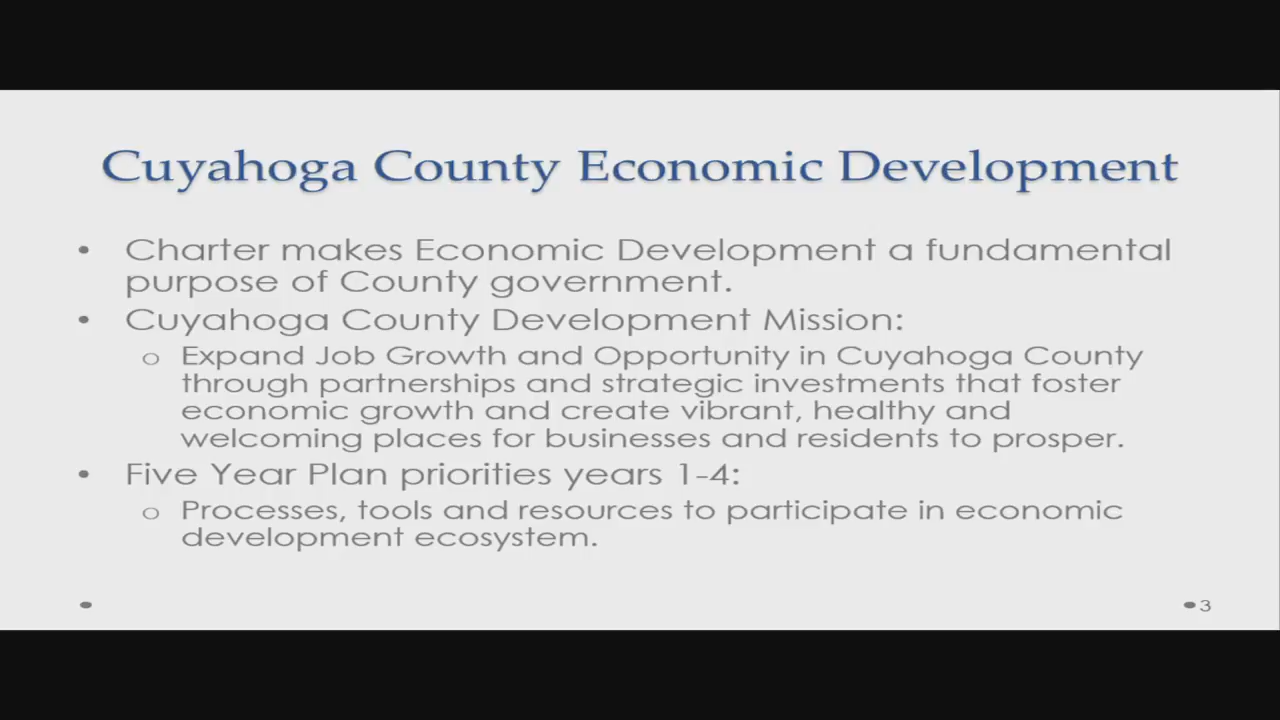 Cuyahoga County Economic Development
• Charter makes Economic Development a fundamental
purpose of County government.
• Cuyahoga County Development Mission:
o Expand Job Growth and Opportunity in Cuyahoga County
through partnerships and strategic investments that foster
economic growth and create vibrant, healthy and
welcoming places for businesses and residents to prosper.
• Five Year Plan priorities years 1-4:
o Processes, tools and resources to participate in economic
development ecosystem.
•
• 3